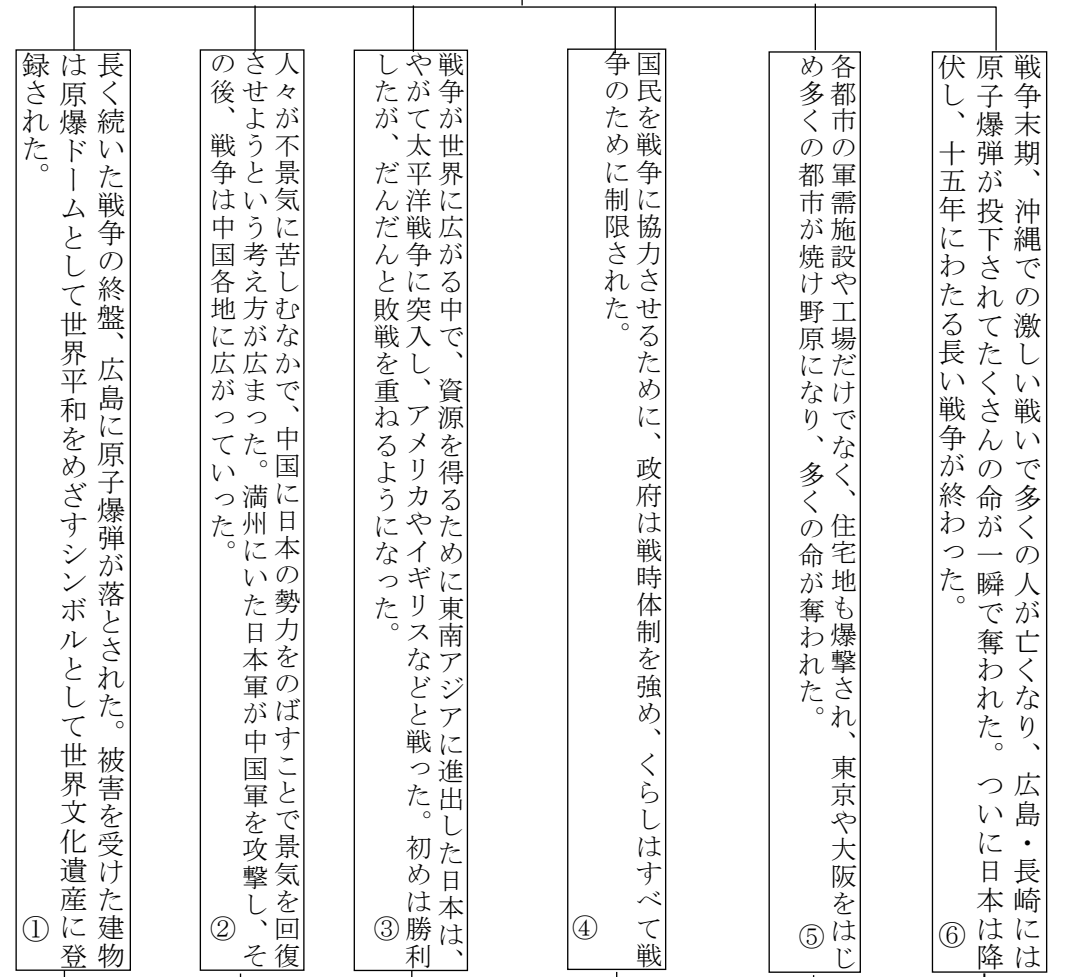 戦争末期、沖縄での激しい戦いで多くの人が亡くなり、広島・長崎には
原子爆弾が投下されてたくさんの命が一瞬で奪われた。ついに日本は降
伏し、十五年にわたる長い戦争が終わった。
⑥
各都市の軍需施設や工場だけでなく、住宅地も爆撃され、東京や大阪をはじ
め多くの都市が焼け野原になり、多くの命が奪われた。
⑤
国民を戦争に協力させるために、政府は戦時体制を強め、くらしはすべて戦
争のために制限された。
④
戦争が世界に広がる中で、資源を得るために東南アジアに進出した日本は、
やがて太平洋戦争に突入し、アメリカやイギリスなどと戦った。初めは勝利
したが、だんだんと敗戦を重ねるようになった。
③
人々が不景気に苦しむなかで、中国に日本の勢力をのばすことで景気を回復
させようという考え方が広まった。満州にいた日本軍が中国軍を攻撃し、そ
の後、戦争は中国各地に広がっていった。
②
長く続いた戦争の終盤、広島に原子爆弾が落とされた。被害を受けた建物
は原爆ドームとして世界平和をめざすシンボルとして世界文化遺産に登
録された。
①